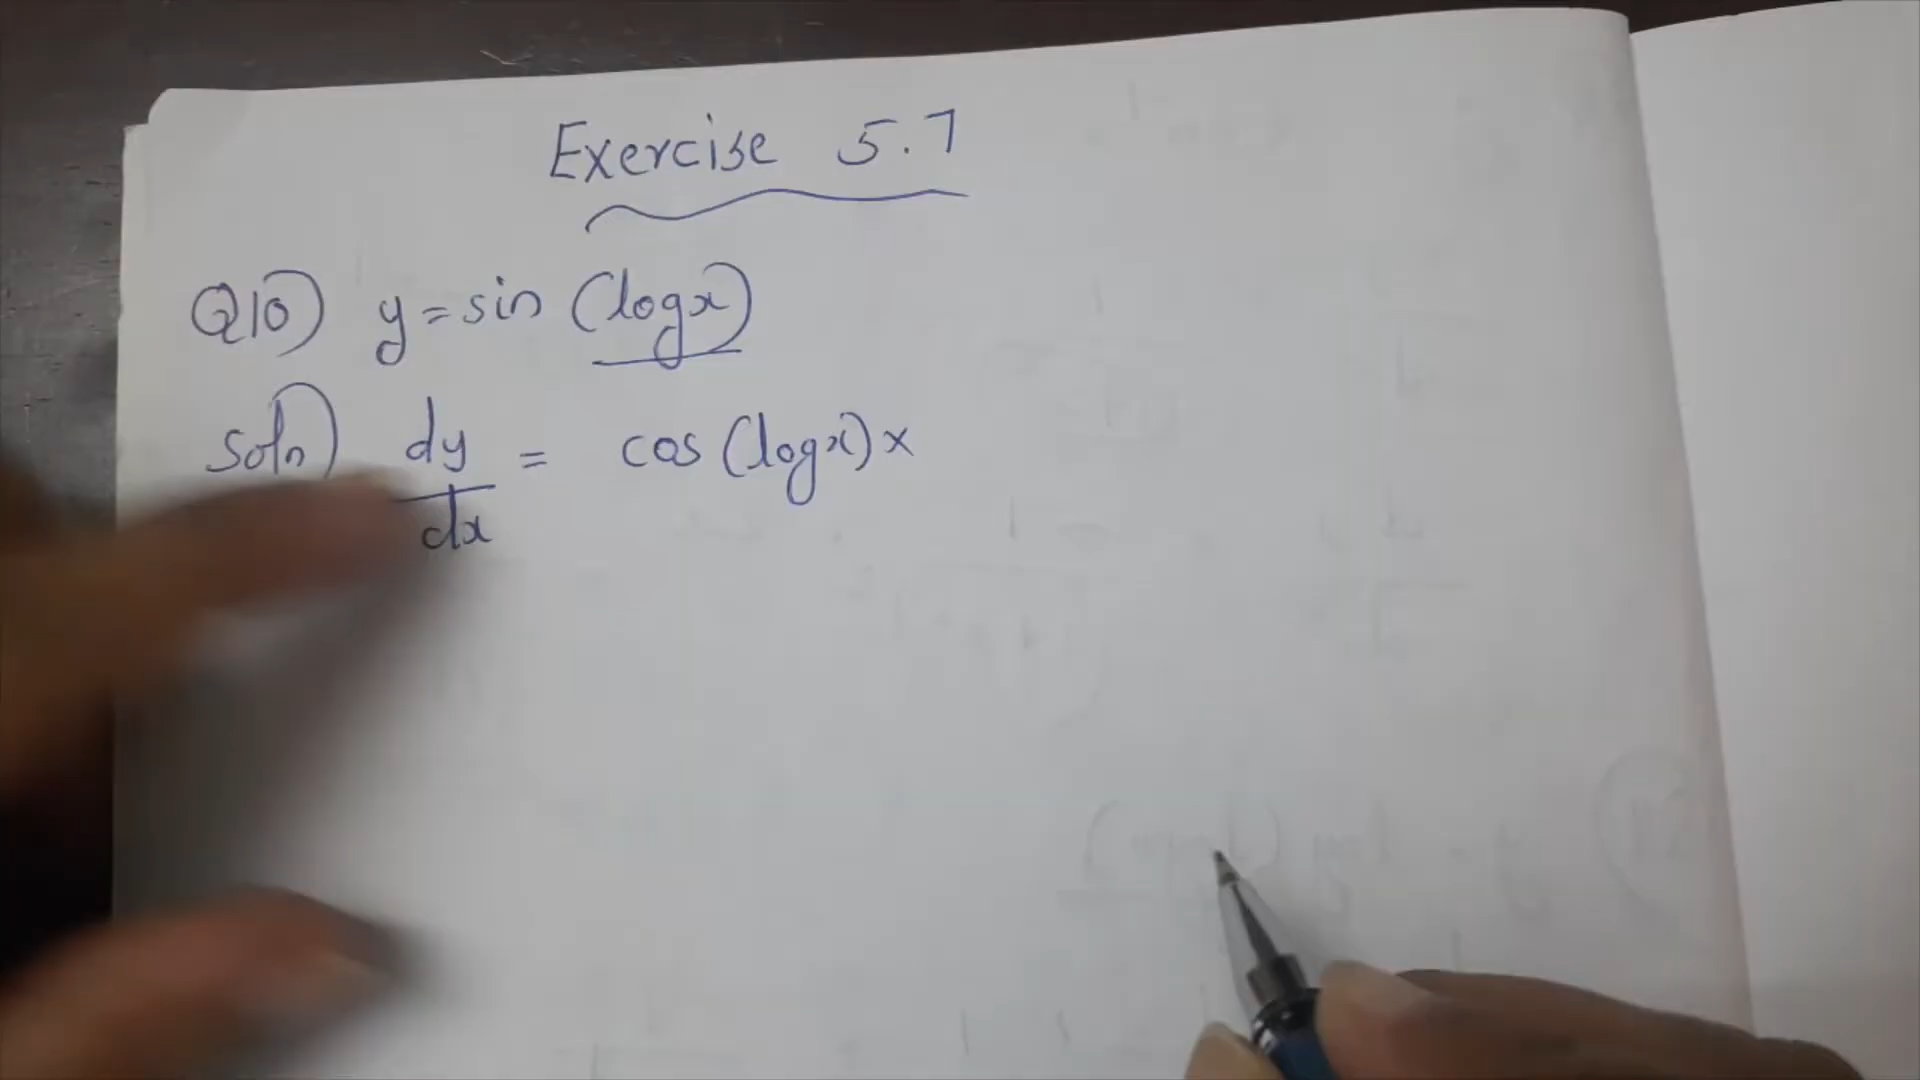 Exercise 5.7
Q10) y = sin (logx)
Soln) dy/dx = cos (logx) ×